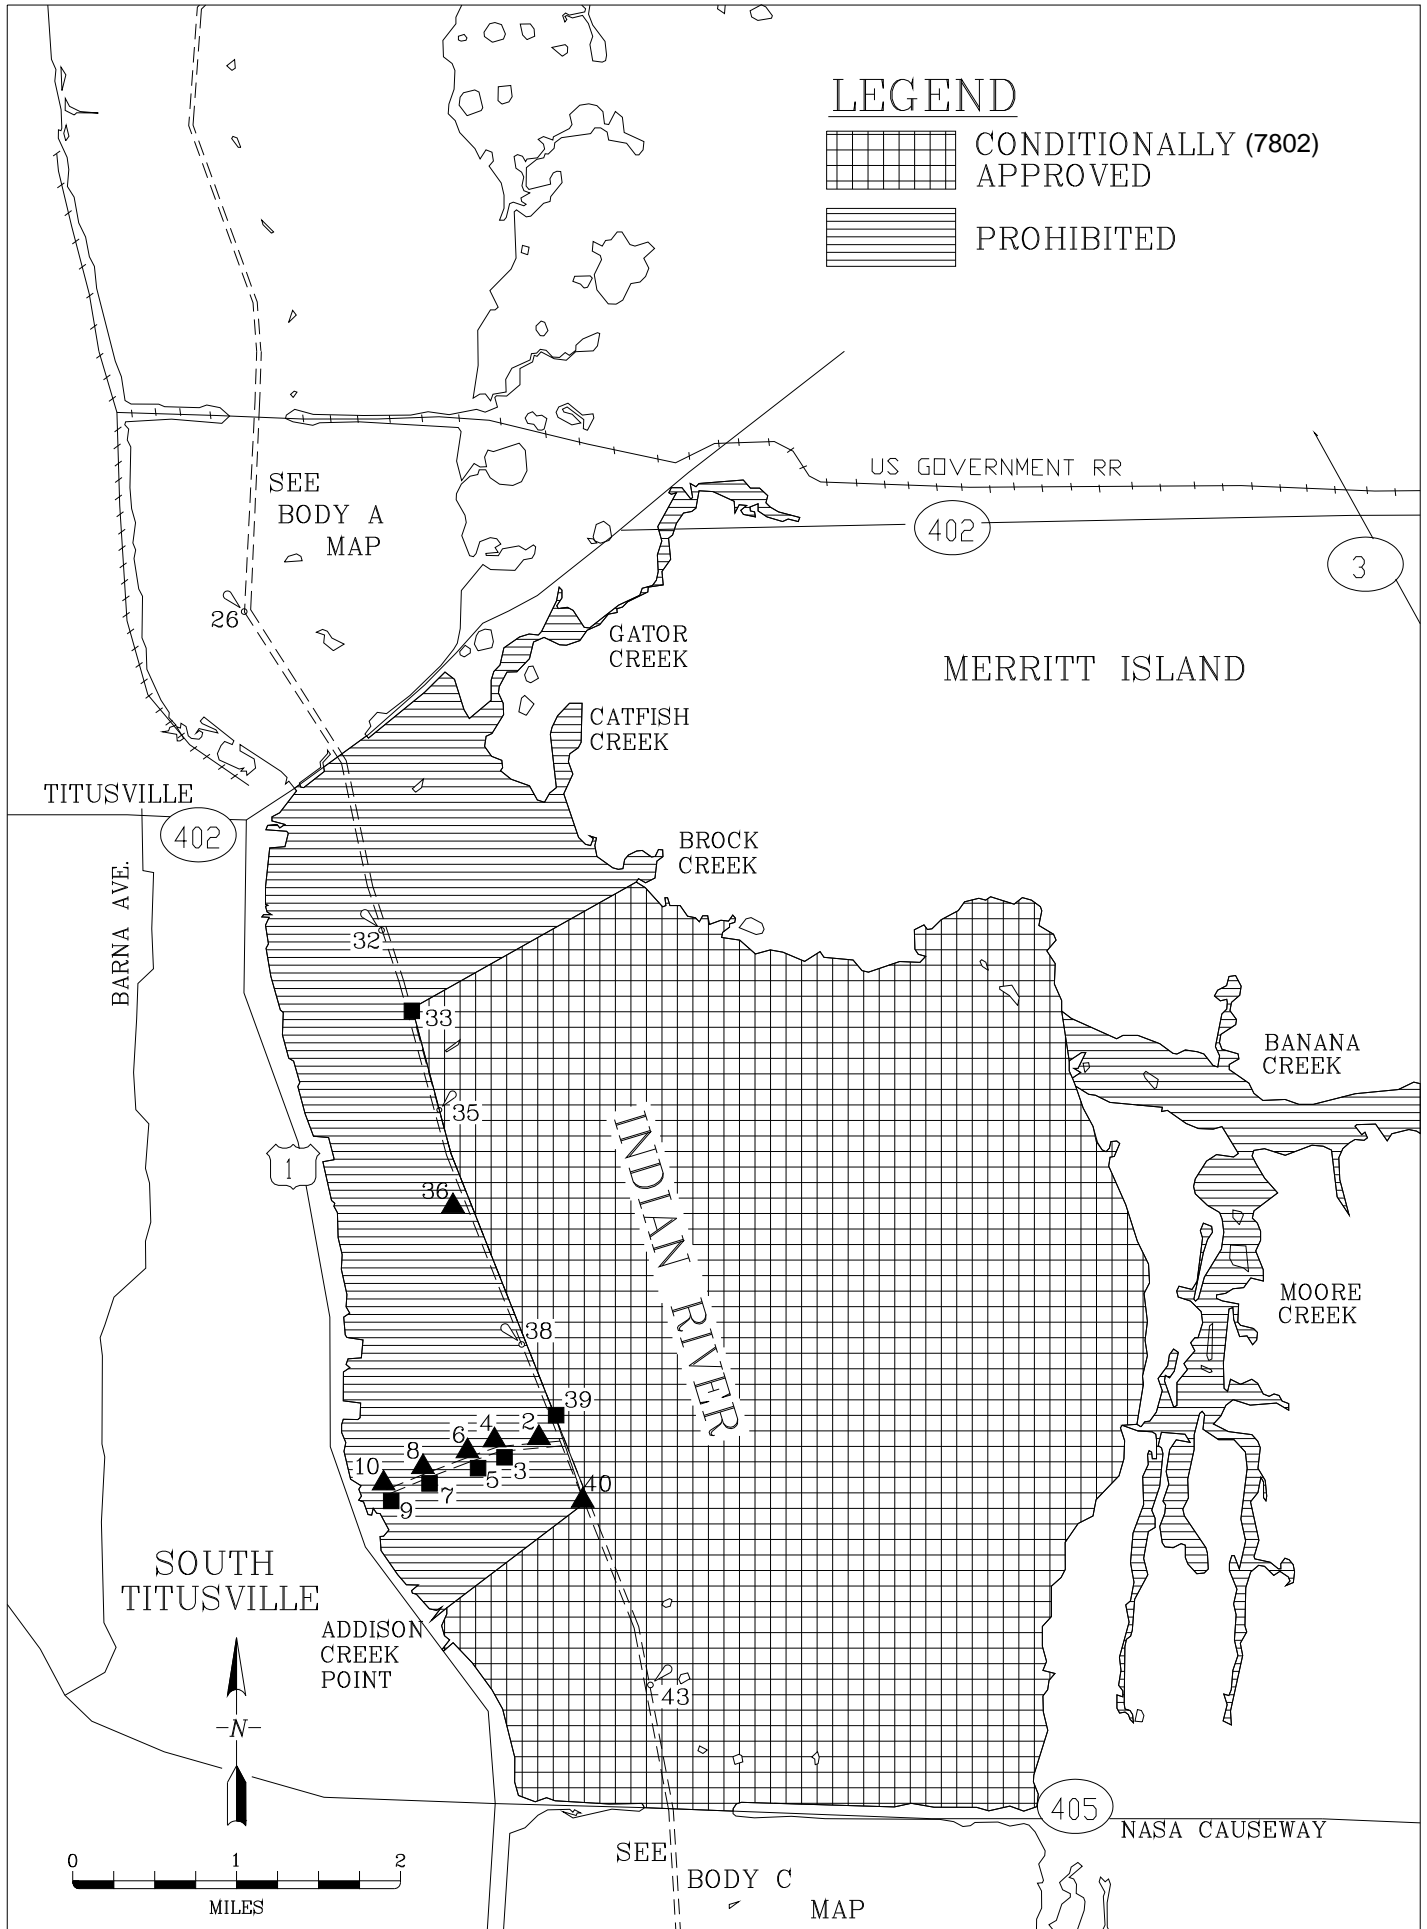 LEGEND
CONDITIONALLY (7802)
APPROVED
PROHIBITED
US GOVERNMENT RR
SEE
BODY A
MAP
402
3
26
GATOR
CREEK
MERRITT ISLAND
CATFISH
CREEK
TITUSVILLE
402
BROCK
CREEK
BARNA AVE.
32
33
BANANA
CREEK
35
INDIAN RIVER
1
36
MOORE
CREEK
38
39
2
4
6
8
10
3
5
7
9
40
SOUTH
TITUSVILLE
ADDISON
CREEK
POINT
43
-N-
405
NASA CAUSEWAY
SEE
BODY C
MAP
0 1 2
MILES